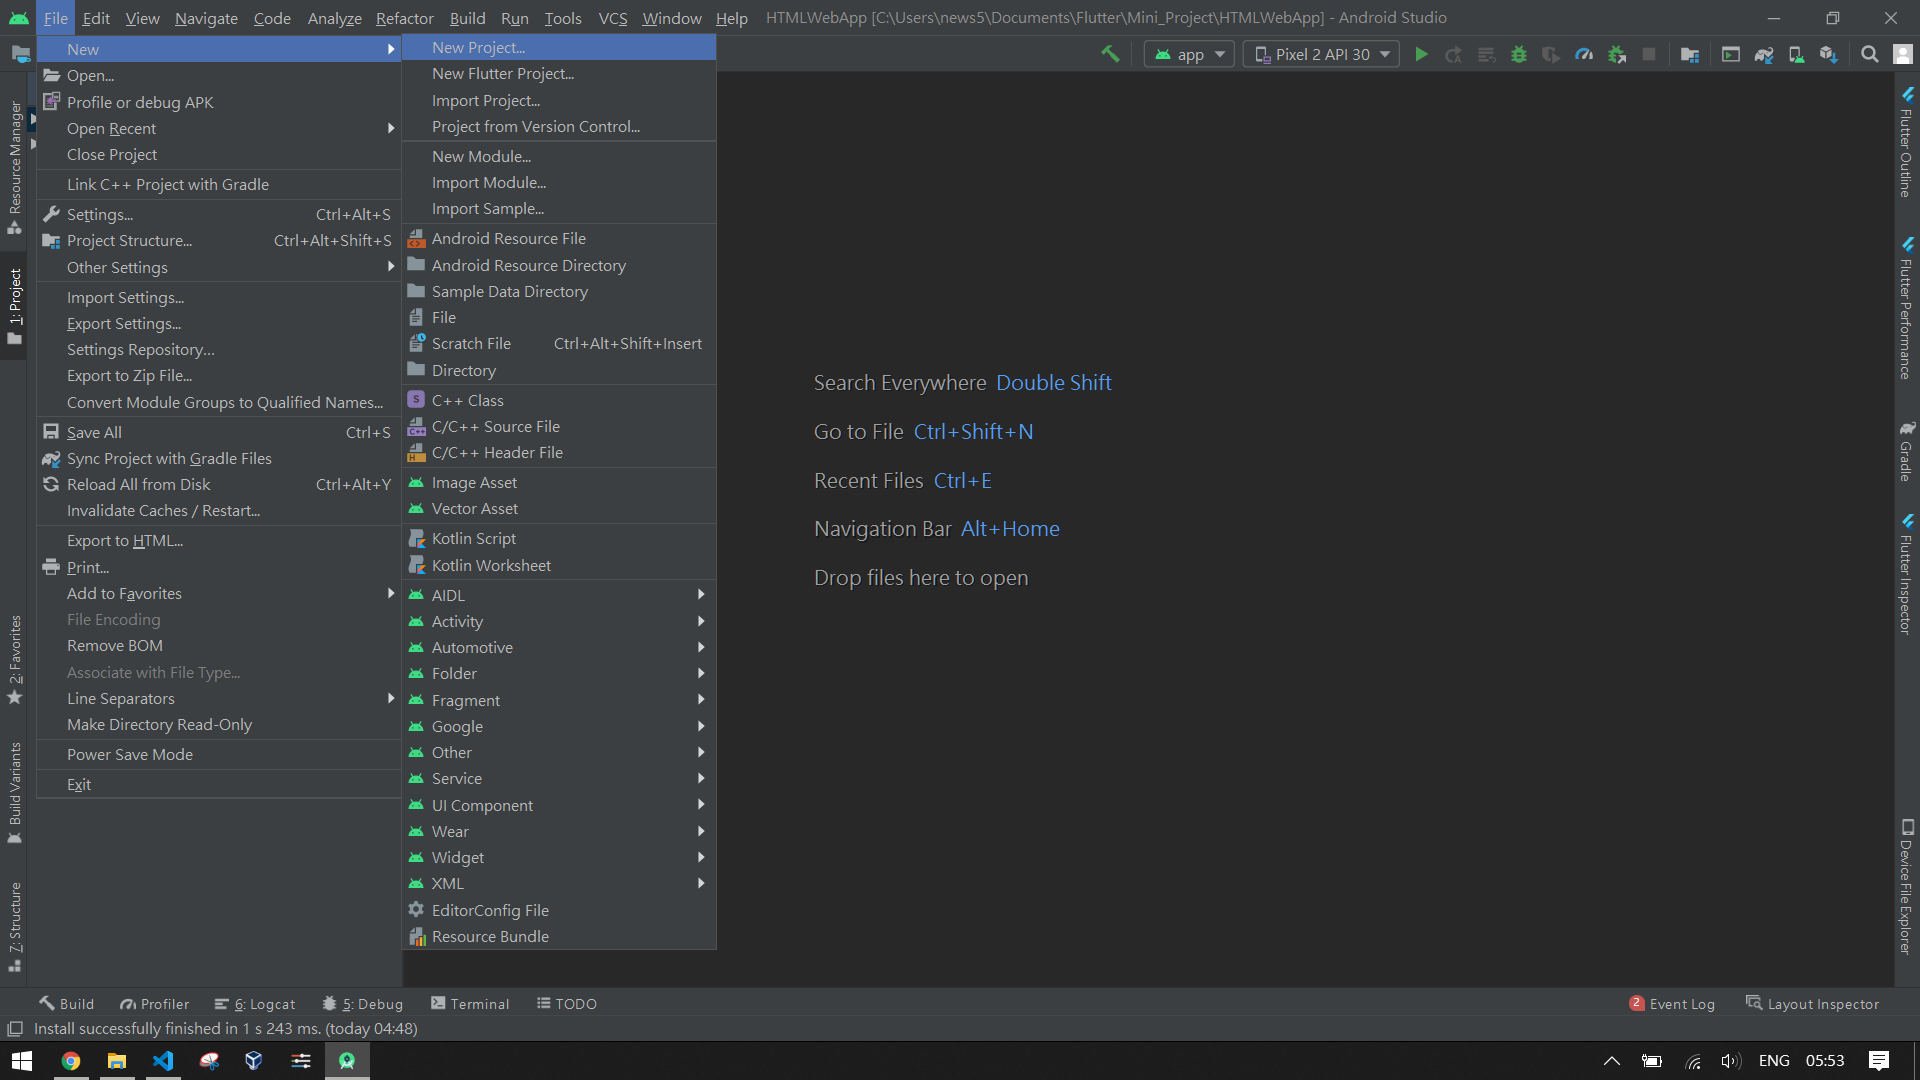 File Edit View Navigate Code Analyze Refactor Build Run Tools VCS Window Help HTMLWebApp [C:\Users\news5\Documents\Flutter\Mini_Project\HTMLWebApp] - Android Studio
app Pixel 2 API 30
New
Open...
Profile or debug APK
Open Recent
Close Project
Link C++ Project with Gradle
Settings... Ctrl+Alt+S
Project Structure... Ctrl+Alt+Shift+S
Other Settings
Import Settings...
Export Settings...
Settings Repository...
Export to Zip File...
Convert Module Groups to Qualified Names...
Save All Ctrl+S
Sync Project with Gradle Files
Reload All from Disk Ctrl+Alt+Y
Invalidate Caches / Restart...
Export to HTML...
Print...
Add to Favorites
File Encoding
Remove BOM
Associate with File Type...
Line Separators
Make Directory Read-Only
Power Save Mode
Exit
New Project...
New Flutter Project...
Import Project...
Project from Version Control...
New Module...
Import Module...
Import Sample...
Android Resource File
Android Resource Directory
Sample Data Directory
File
Scratch File Ctrl+Alt+Shift+Insert
Directory
C++ Class
C/C++ Source File
C/C++ Header File
Image Asset
Vector Asset
Kotlin Script
Kotlin Worksheet
AIDL
Activity
Automotive
Folder
Fragment
Google
Other
Service
UI Component
Wear
Widget
XML
EditorConfig File
Resource Bundle
Search Everywhere Double Shift
Go to File Ctrl+Shift+N
Recent Files Ctrl+E
Navigation Bar Alt+Home
Drop files here to open
Resource Manager
1: Project
2: Favorites
Build Variants
Z: Structure
Flutter Outline
Flutter Performance
Gradle
Flutter Inspector
Device File Explorer
Build Profiler 6: Logcat 5: Debug Terminal TODO 2 Event Log Layout Inspector
Install successfully finished in 1 s 243 ms. (today 04:48)
ENG 05:53